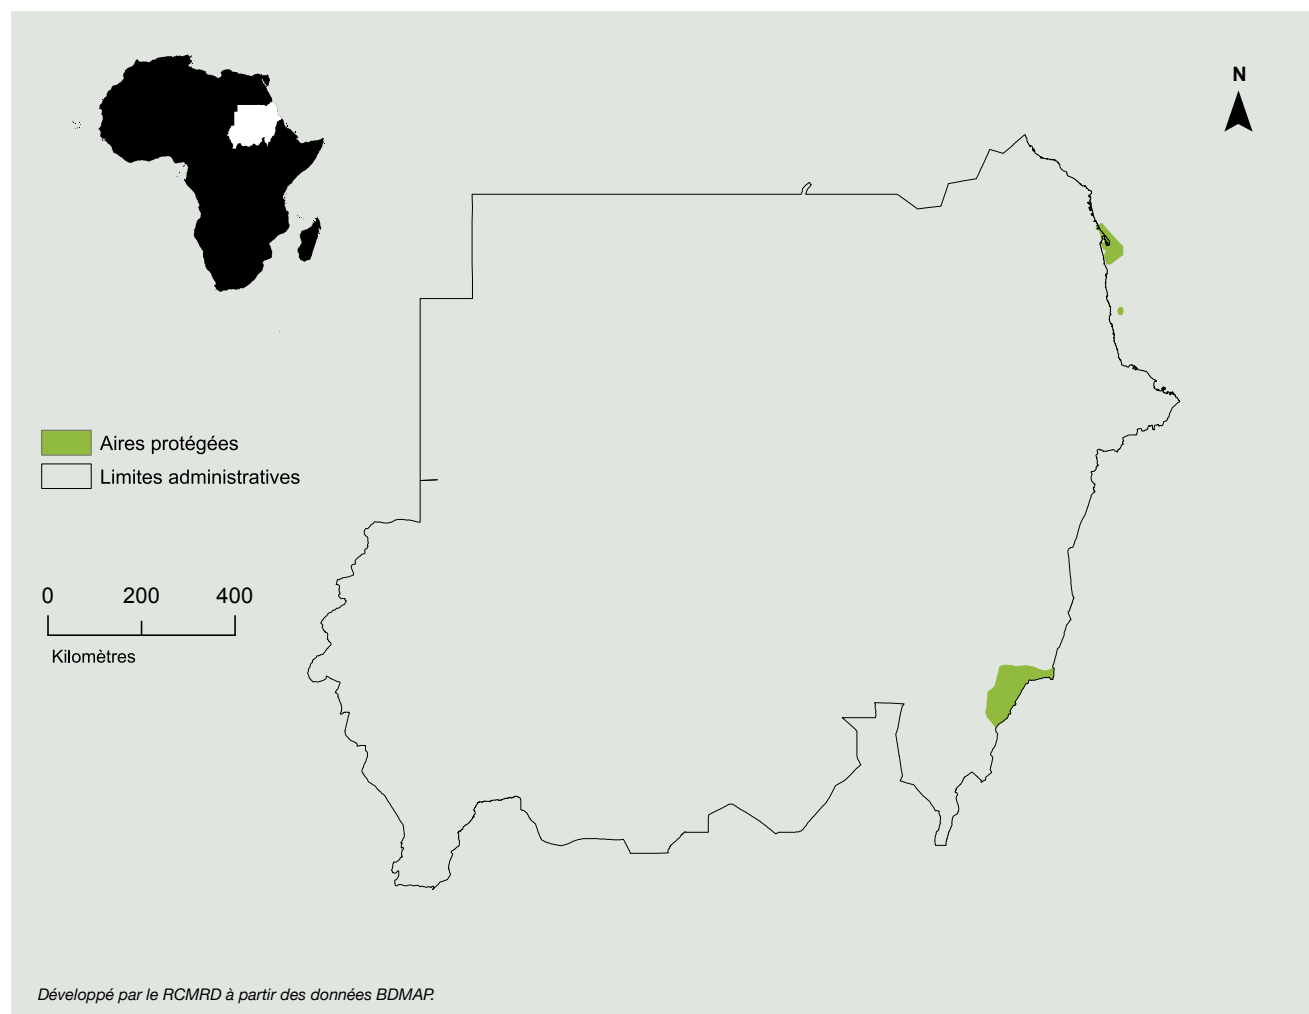 N
Aires protégées
Limites administratives
0 200 400
Kilomètres
Développé par le RCMRD à partir des données BDMAP.